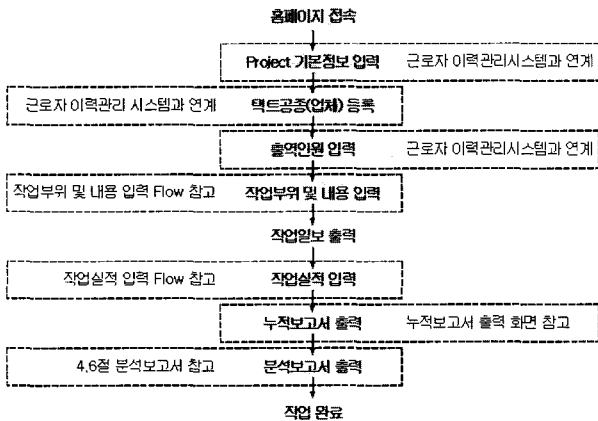 홈페이지 접속
Project 기본정보 입력 근로자 이력관리시스템과 연계
근로자 이력관리 시스템과 연계 택트공종(업체) 등록
출역인원 입력 근로자 이력관리시스템과 연계
작업부위 및 내용 입력 Flow 참고 작업부위 및 내용 입력
작업일보 출력
작업실적 입력 Flow 참고 작업실적 입력
누적보고서 출력 누적보고서 출력 화면 참고
4.6절 분석보고서 참고 분석보고서 출력
작업 완료